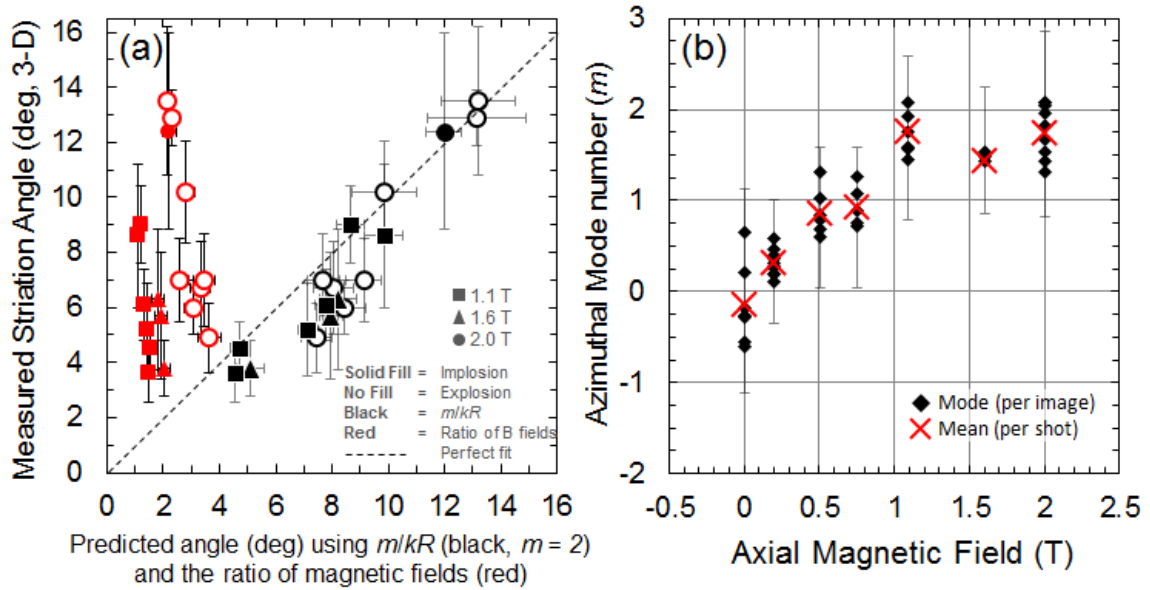 (a)
Measured Striation Angle (deg, 3-D)
16
14
12
10
8
6
4
2
0
0 2 4 6 8 10 12 14 16
1.1 T
1.6 T
2.0 T
Solid Fill = Implosion
No Fill = Explosion
Black = m/kR
Red = Ratio of B fields
Perfect fit
Predicted angle (deg) using m/kR (black, m = 2)
and the ratio of magnetic fields (red)
(b)
Azimuthal Mode number (m)
3
2
1
0
-1
-2
-0.5 0 0.5 1 1.5 2 2.5
Mode (per image)
Mean (per shot)
Axial Magnetic Field (T)